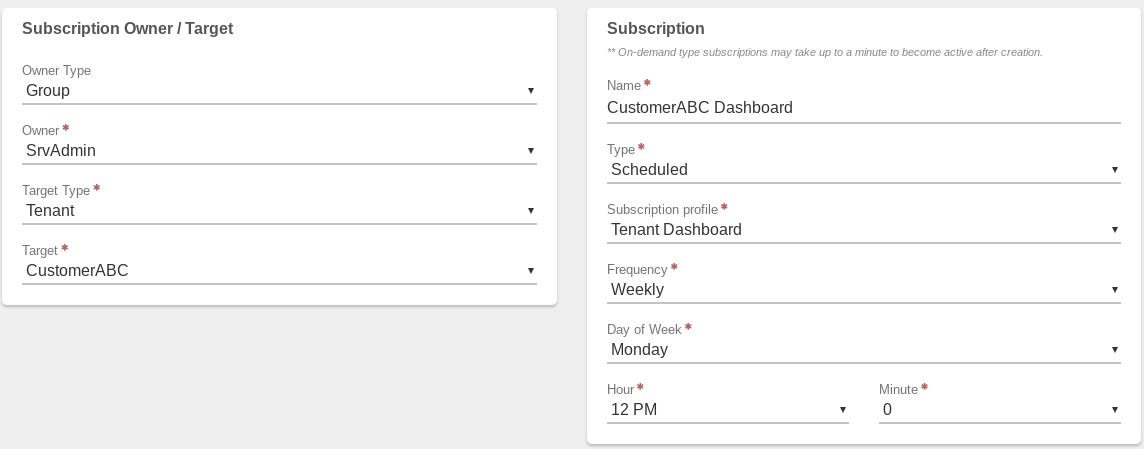 Subscription Owner / Target
Owner Type
Group
Owner *
SrvAdmin
Target Type *
Tenant
Target *
CustomerABC
Subscription
** On-demand type subscriptions may take up to a minute to become active after creation.
Name *
CustomerABC Dashboard
Type *
Scheduled
Subscription profile *
Tenant Dashboard
Frequency *
Weekly
Day of Week *
Monday
Hour * Minute *
12 PM 0